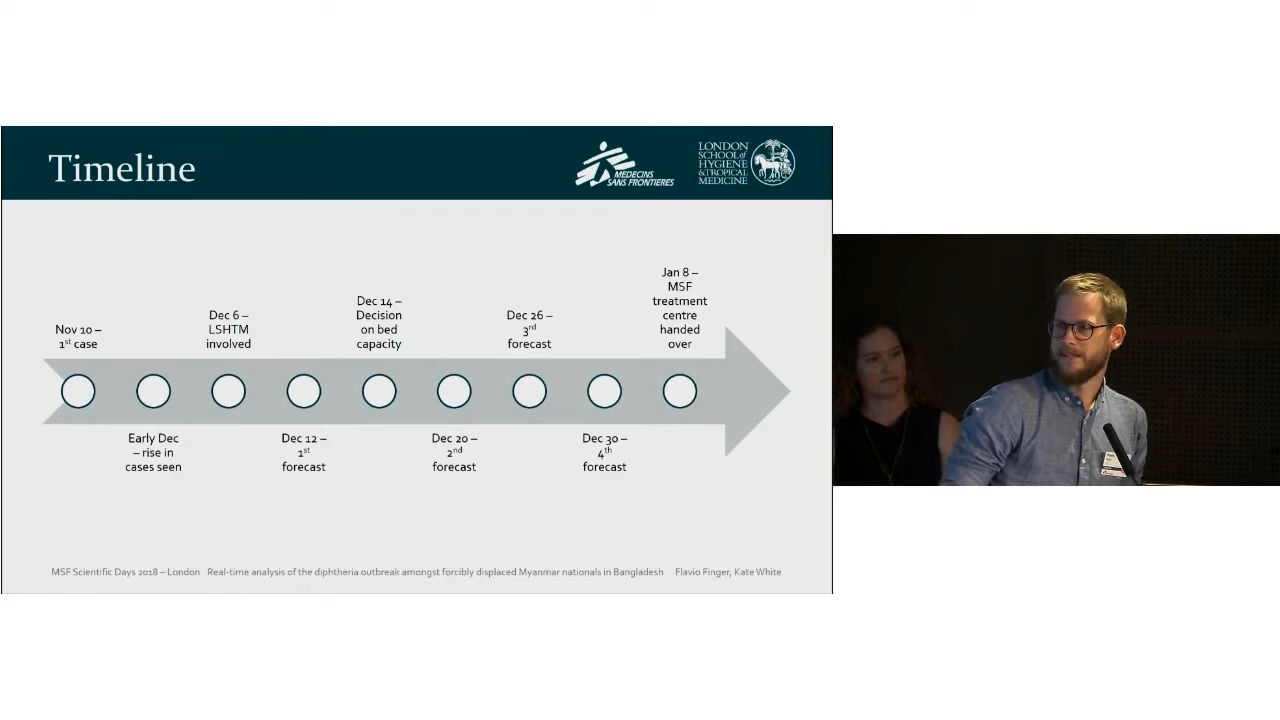 Timeline
MEDECINS
SANS FRONTIERES
LONDON
SCHOOL of
HYGIENE
& TROPICAL
MEDICINE
Nov 10 –
1st case
Early Dec
– rise in
cases seen
Dec 6 –
LSHTM
involved
Dec 12 –
1st
forecast
Dec 14 –
Decision
on bed
capacity
Dec 20 –
2nd
forecast
Dec 26 –
3rd
forecast
Dec 30 –
4th
forecast
Jan 8 –
MSF
treatment
centre
handed
over
MSF Scientific Days 2018 – London Real-time analysis of the diphtheria outbreak amongst forcibly displaced Myanmar nationals in Bangladesh Flavio Finger, Kate White